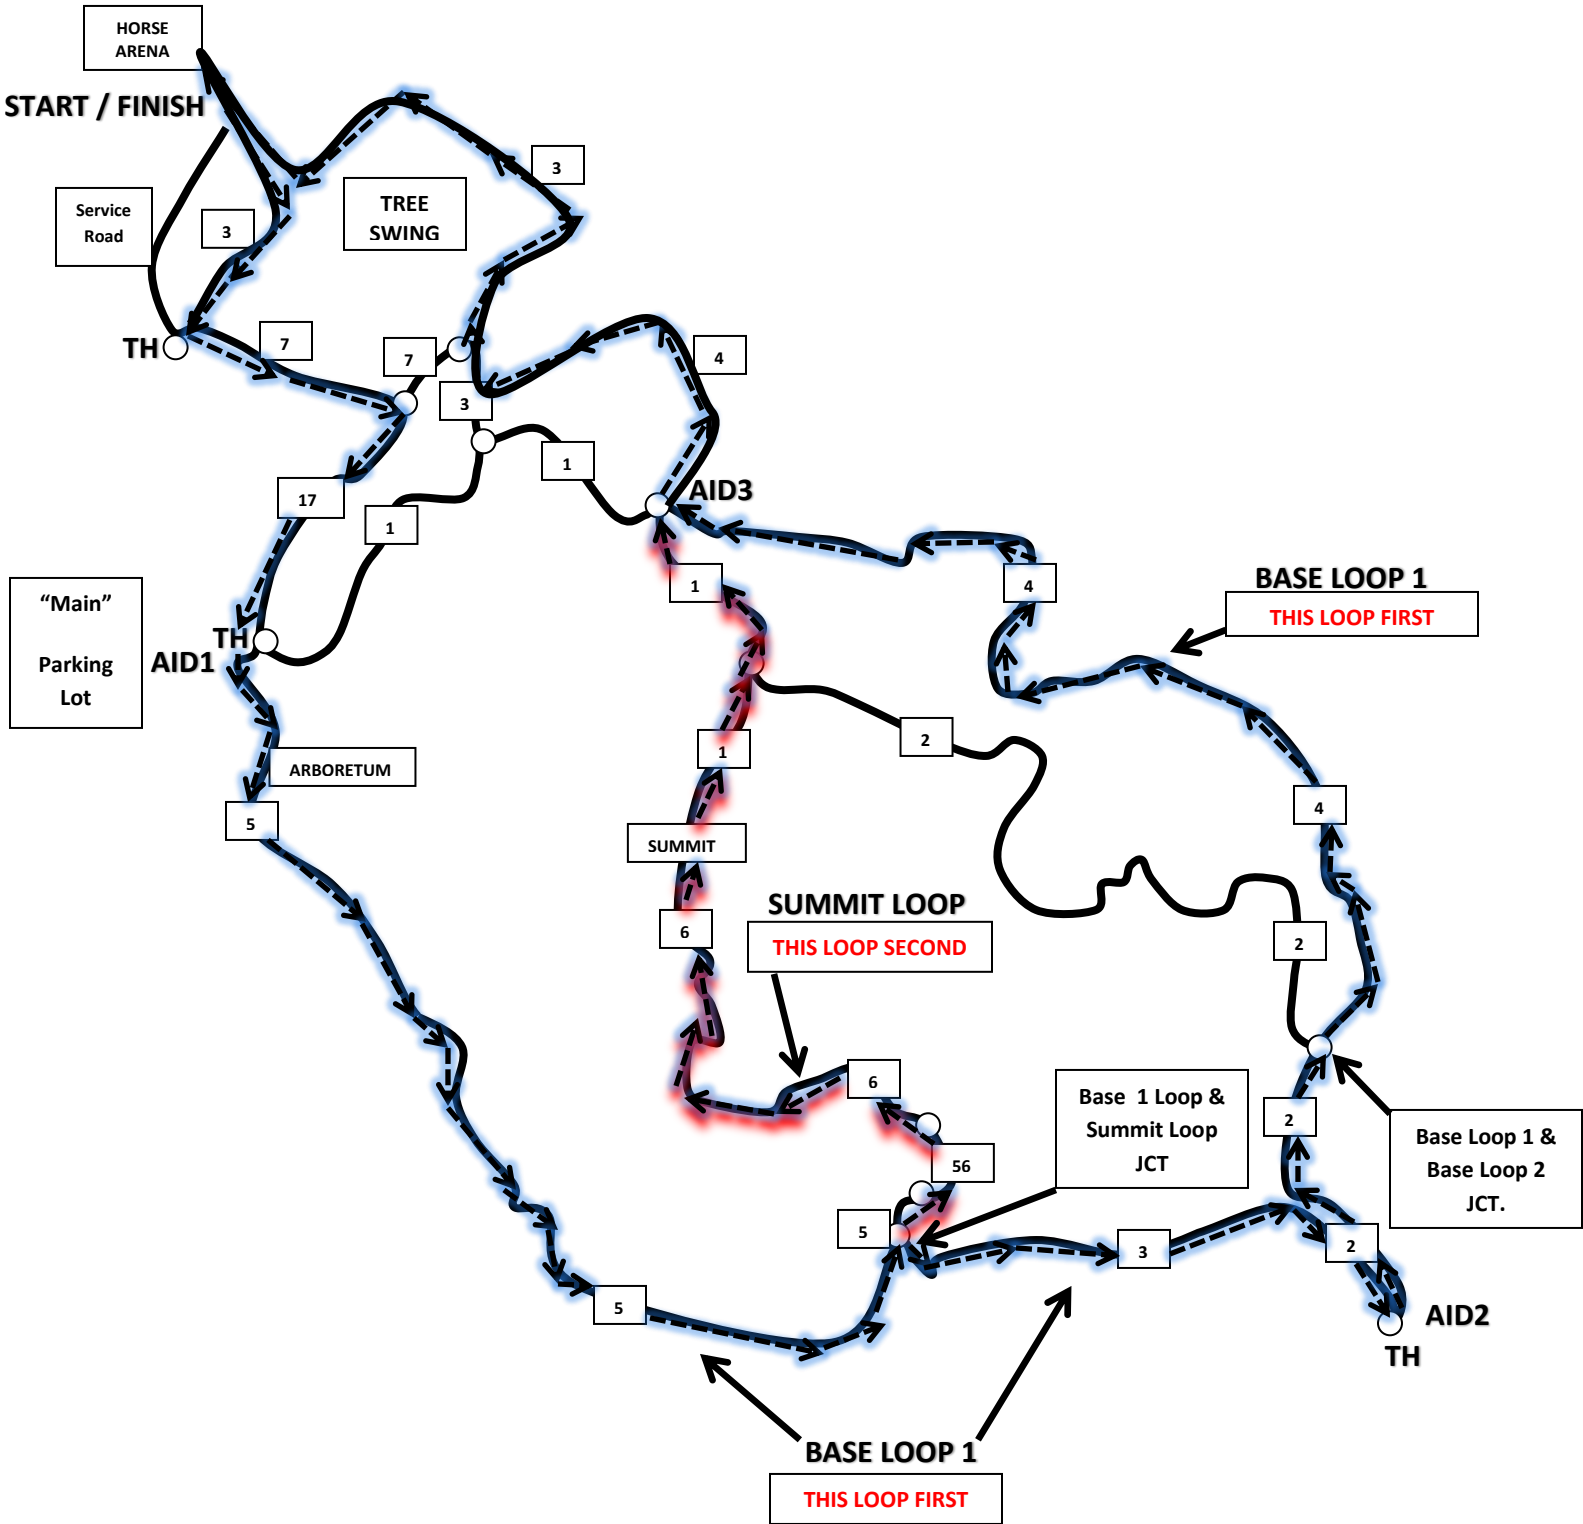 HORSE
ARENA
START / FINISH
3
Service
Road
TREE
SWING
3
7
TH
7
4
3
1
17
AID3
1
1
4
BASE LOOP 1
THIS LOOP FIRST
“Main”
Parking
Lot
TH
AID1
2
1
ARBORETUM
4
5
SUMMIT
SUMMIT LOOP
THIS LOOP SECOND
6
2
6
Base 1 Loop &
Summit Loop
JCT
2
Base Loop 1 &
Base Loop 2
JCT.
56
5
3
2
5
AID2
TH
BASE LOOP 1
THIS LOOP FIRST